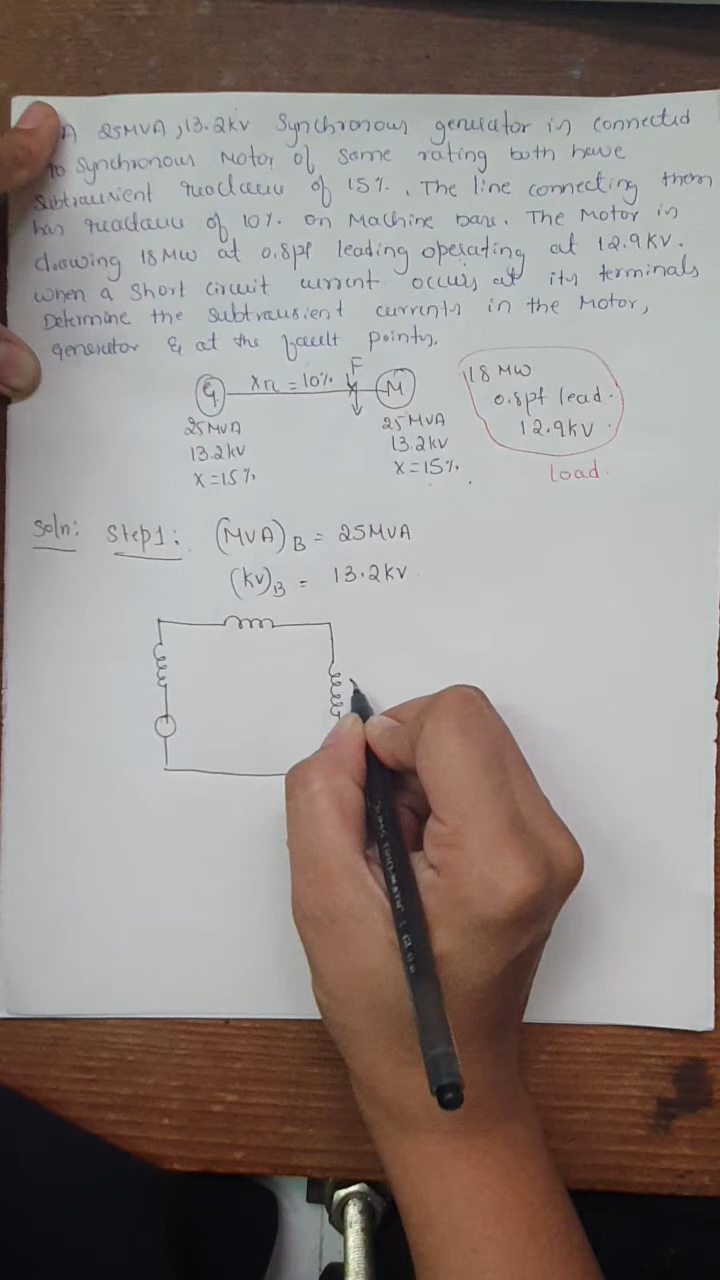 A 25MVA, 13.2kv Synchronous generator is connected
to synchronous Motor of same rating both have
Subtransient reactance of 15%. The line connecting them
has reactance of 10% on Machine base. The Motor is
drawing 18MW at 0.8pf leading operating at 12.9KV.
when a short circuit current occurs at its terminals
Determine the subtransient currents in the Motor,
generator & at the fault points.
F
G XTL = 10% M
25MVA
13.2kv
X=15%
25MVA
13.2kv
X=15%
18 MW
0.8pf lead.
12.9KV.
load.
Soln: Step1: (MVA)B = 25MVA
(kv)B = 13.2KV